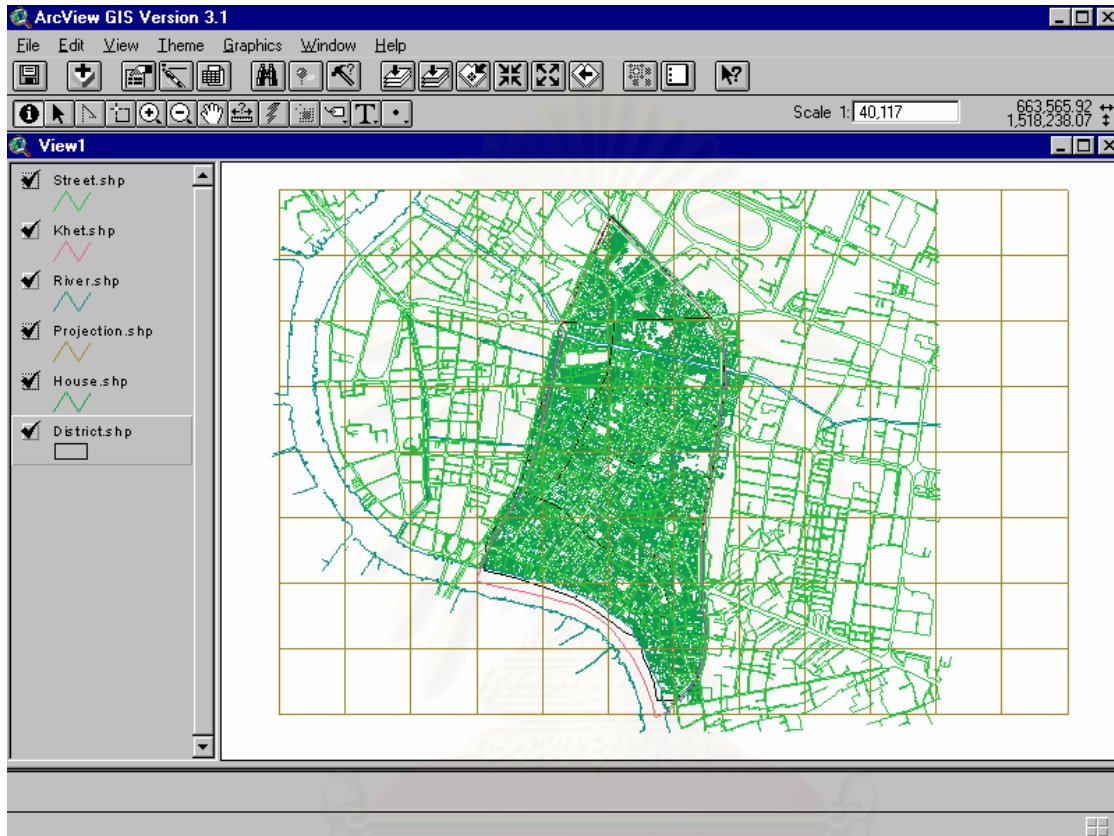 ArcView GIS Version 3.1
File Edit View Theme Graphics Window Help
Scale 1: 40,117
663,565.92
1,518,238.07
View1
Street.shp
Khet.shp
River.shp
Projection.shp
House.shp
District.shp